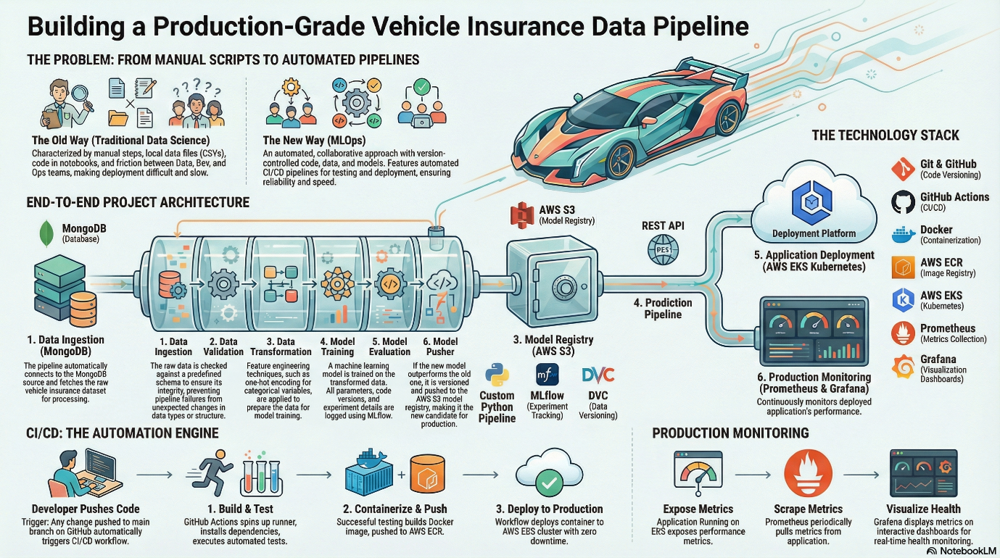 Building a Production-Grade Vehicle Insurance Data Pipeline
THE PROBLEM: FROM MANUAL SCRIPTS TO AUTOMATED PIPELINES
The Old Way (Traditional Data Science)
Characterized by manual steps, local data files (CSVs),
code in notebooks, and friction between Data, Bev, and
Ops teams, making deployment difficult and slow.
The New Way (MLOps)
An automated, collaborative approach with version-
controlled code, data, and models. Features automated
CI/CD pipelines for testing and deployment, ensuring
reliability and speed.
END-TO-END PROJECT ARCHITECTURE
MongoDB
(Database)
1. Data Ingestion
(MongoDB)
The pipeline automatically
connects to the MongoDB
source and fetches the raw
vehicle insurance dataset
for processing.
1. Data
Ingestion
The raw data is checked
against a predefined
schema to ensure its
integrity, preventing
pipeline failures from
unexpected changes in
data types or structure.
2. Data
Validation
3. Data
Transformation
Feature engineering
techniques, such as
one-hot encoding for
categorical variables,
are applied to
prepare the data for
model training.
4. Model
Training
A machine learning
model is trained on the
transformed data.
All parameters, code
versions, and
experiment details are
logged using MLflow.
5. Model
Evaluation
6. Model
Pusher
If the new model
outperforms the old
one, it is versioned
and pushed to the
AWS S3 model
registry, making it the
new candidate for
production.
AWS S3
(Model Registry)
3. Model Registry
(AWS S3)
Custom
Python
Pipeline
mlf
MLflow
(Experiment
Tracking)
DVC
DVC
(Data
Versioning)
REST API
PES
4. Prodiction
Pipeline
Deployment Platform
5. Application Deployment
(AWS EKS Kubernetes)
6. Production Monitoring
(Prometheus & Grafana)
Continuously monitors deployed
application's performance.
THE TECHNOLOGY STACK
Git & GitHub
(Code Versioning)
GitHub Actions
(CUCD)
Docker
(Containerization)
AWS ECR
(Image Registry)
K
AWS EKS
(Kubernetes)
Prometheus
(Metrics Collection)
Grafana
(Visualization
Dashboards)
CI/CD: THE AUTOMATION ENGINE
Developer Pushes Code
Trigger: Any change pushed to main
branch on GitHub automatically
triggers CI/CD workflow.
1. Build & Test
GitHub Actions spins up runner,
installs dependencies,
executes automated tests.
+
2. Containerize & Push
Successful testing builds Docker
image, pushed to AWS ECR.
3. Deploy to Production
Workflow deploys container to
AWS EBS cluster with zero
downtime.
PRODUCTION MONITORING
Expose Metrics
Application Running on
ERS exposes performance
metrics.
Scrape Metrics
Prometheus periodically
pulls metrics from
application.
Visualize Health
Grafana displays metrics on
interactive dashboards for
real-time health monitoring.
NotebookLM